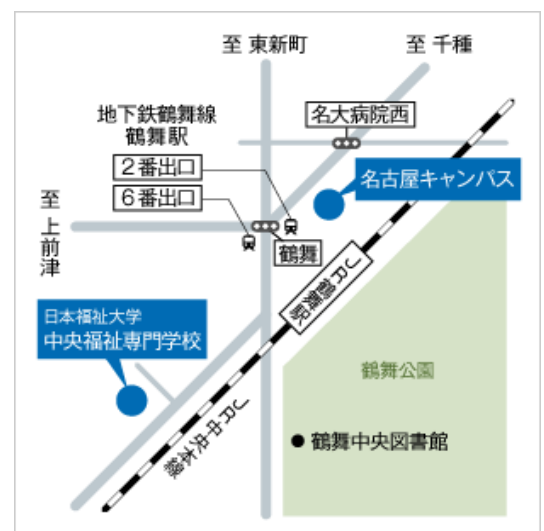 至 東新町
至 千種
地下鉄鶴舞線
鶴舞駅
名大病院西
2番出口
6番出口
名古屋キャンパス
至 上前津
鶴舞
JR鶴舞駅
日本福祉大学
中央福祉専門学校
鶴舞公園
JR中央本線
鶴舞中央図書館